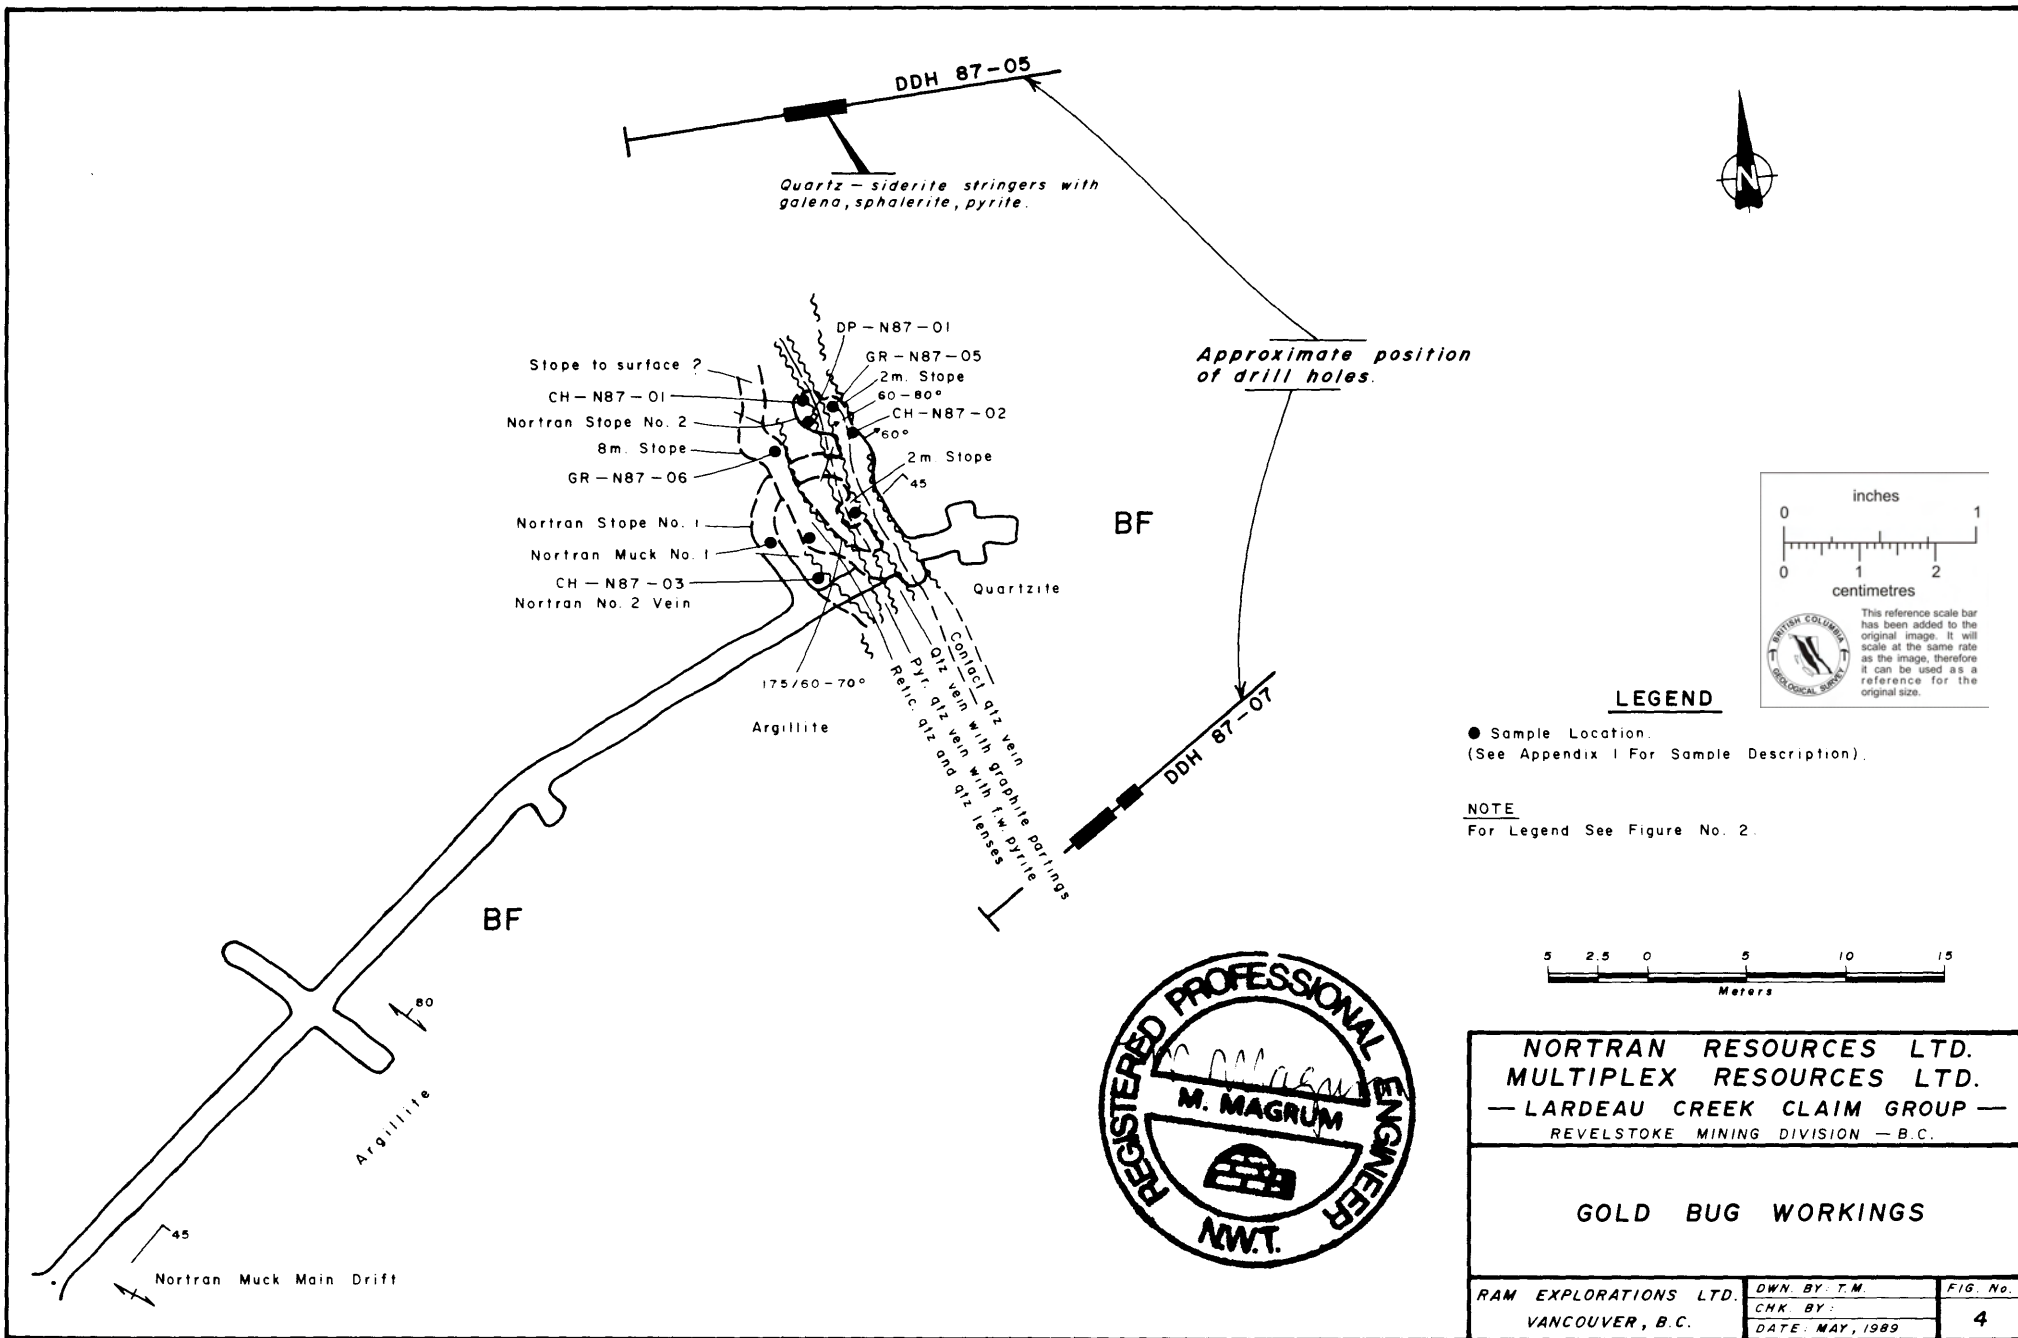 DDH 87-05
Quartz - siderite stringers with
galena, sphalerite, pyrite.
N
DP-N87-01
GR-N87-05
2m. Stope
60-80°
CH-N87-02
60°
2m Stope
45
Stope to surface ?
CH-N87-01
Nortran Stope No. 2
8m. Stope
GR-N87-06
Nortran Stope No. 1
Nortran Muck No. 1
CH-N87-03
Nortran No. 2 Vein
Approximate position
of drill holes.
BF
Quartzite
175/60-70°
Argillite
Contact qtz vein
Qtz vein with graphite partings
Pyr. qtz vein with f.w. pyrite
Retic. qtz and qtz lenses
DDH 87-07
BF
80
Argillite
45
Nortran Muck Main Drift
inches
0 1
0 1 2
centimetres
This reference scale bar
has been added to the
original image. It will
scale at the same rate
as the image, therefore
it can be used as a
reference for the
original size.
BRITISH COLUMBIA
GEOLOGICAL SURVEY
LEGEND
Sample Location.
(See Appendix 1 For Sample Description).
NOTE
For Legend See Figure No. 2.
5 2.5 0 5 10 15
Meters
REGISTERED PROFESSIONAL ENGINEER
M. Magrum
M. MAGRUM
N.W.T.
NORTRAN RESOURCES LTD.
MULTIPLEX RESOURCES LTD.
— LARDEAU CREEK CLAIM GROUP —
REVELSTOKE MINING DIVISION — B.C.
GOLD BUG WORKINGS
RAM EXPLORATIONS LTD.
VANCOUVER, B.C.
DWN. BY: T.M.
CHK. BY:
DATE: MAY, 1989
FIG. No.
4